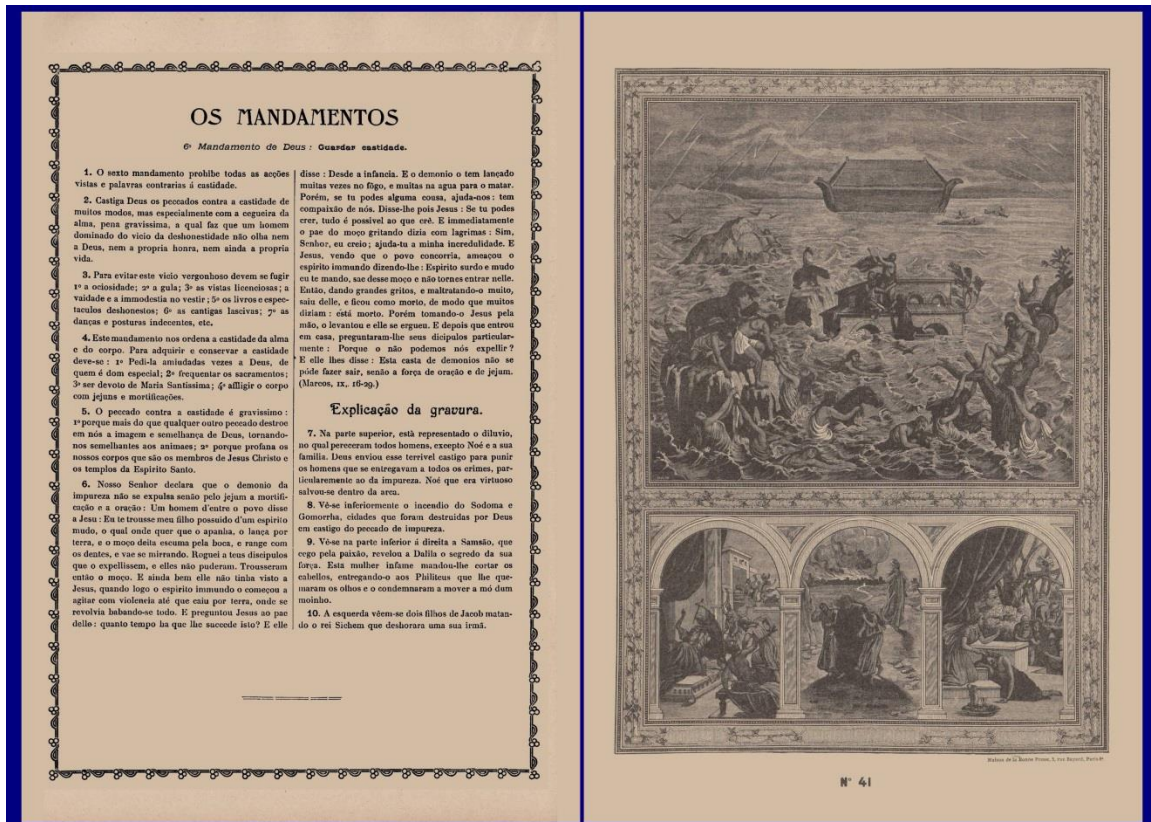 OS MANDAMENTOS
6º Mandamento de Deus : Guardar castidade.
1. O sexto mandamento prohibe todas as acções
vistas e palavras contrarias á castidade.
2. Castiga Deus os peccados contra a castidade de
muitos modos, mas especialmente com a cegueira da
alma, pena gravissima, a qual faz que um homem
dominado do vicio da deshonestidade não olha nem
a Deus, nem a propria honra, nem ainda a propria
vida.
3. Para evitar este vicio vergonhoso devem se fugir
1º a ociosidade; 2º a gula; 3º as vistas licenciosas; a
vaidade e a immodestia no vestir; 5º os livros e espec-
taculos deshonestos; 6º as cantigas lascivas; 7º as
danças e posturas indecentes, etc.
4. Este mandamento nos ordena a castidade da alma
e do corpo. Para adquirir e conservar a castidade
deve-se : 1º Pedi-la amiudadas vezes a Deus, de
quem é dom especial; 2º frequentar os sacramentos;
3º ser devoto de Maria Santissima; 4º affligir o corpo
com jejuns e mortificações.
5. O peccado contra a castidade é gravissimo :
1º porque mais do que qualquer outro peccado destroe
em nós a imagem e semelhança de Deus, tornando-
nos semelhantes aos animaes; 2º porque profana os
nossos corpos que são os membros de Jesus Christo e
os templos da Espirito Santo.
6. Nosso Senhor declara que o demonio da
impureza não se expulsa senão pelo jejum a mortifi-
cação e a oração : Um homem d'entre o povo disse
a Jesu : Eu te trousse meu filho possuido d'um espirito
mudo, o qual onde quer que o apanha, o lança por
terra, e o moço deita escuma pela boca, e range com
os dentes, e vae se mirrando. Roguei a teus discipulos
que o expellissem, e elles não puderam. Trousseram
então o moço. E ainda bem elle não tinha visto a
Jesus, quando logo o espirito immundo o começou a
agitar com violencia até que caiu por terra, onde se
revolvia babando-se todo. E preguntou Jesus ao pae
delle : quanto tempo ha que lhe succede isto? E elle
disse : Desde a infancia. E o demonio o tem lançado
muitas vezes no fôgo, e muitas na agua para o matar.
Porém, se tu podes alguma cousa, ajuda-nos : tem
compaixão de nós. Disse-lhe pois Jesus : Se tu podes
crer, tudo é possivel ao que crê. E immediatamente
o pae do moço gritando dizia com lagrimas : Sim,
Senhor, eu creio; ajuda-tu a minha incredulidade. E
Jesus, vendo que o povo concorria, ameaçou o
espirito immundo dizendo-lhe : Espirito surdo e mudo
eu te mando, sae desse moço e não tornes entrar nelle.
Então, dando grandes gritos, e maltratando-o muito,
saiu delle, e ficou como morto, de modo que muitos
diziam : está morto. Porém tomando-o Jesus pela
mão, o levantou e elle se ergueu. E depois que entrou
em casa, preguntaram-lhe seus dicipulos particular-
mente : Porque o não podemos nós expellir?
E elle lhes disse : Esta casta de demonios não se
póde fazer sair, senão a força de oração e de jejum.
(Marcos, IX, 16-29.)
Explicação da gravura.
7. Na parte superior, està representado o diluvio,
no qual pereceram todos homens, excepto Noé e a sua
familia. Deus enviou esse terrivel castigo para punir
os homens que se entregavam a todos os crimes, par-
ticularemente ao da impureza. Noé que era virtuoso
salvou-se dentro da arca.
8. Vê-se inferiormente o incendio do Sodoma e
Gomorrha, cidades que foram destruidas por Deus
em castigo do peccado de impureza.
9. Vê-se na parte inferior á direita a Samsão, que
cego pela paixão, revelou a Dalila o segredo da sua
força. Esta mulher infame mandou-lhe cortar os
cabellos, entregando-o aos Philiteus que lhe que-
maram os olhos e o condemnaram a mover a mó dum
moinho.
10. A esquerda vêem-se dois filhos de Jacob matan-
do o rei Sichem que deshorara uma sua irmã.
Maison de la Bonne Presse, 5, rue Bayard, Paris 8e
Nº 41